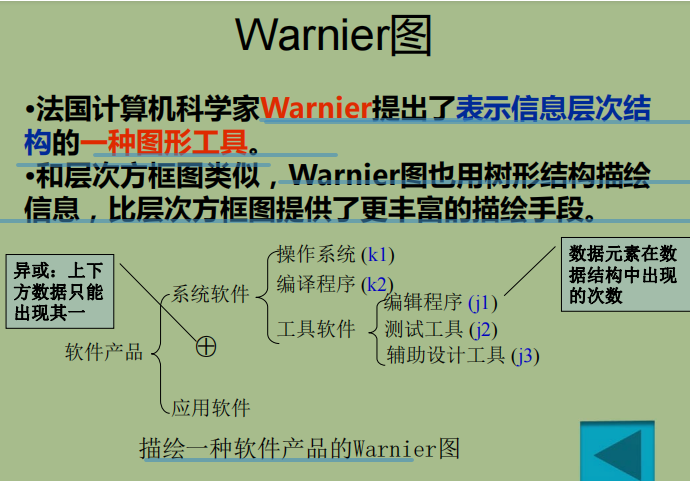 Warnier图
•法国计算机科学家Warnier提出了表示信息层次结
构的一种图形工具。
•和层次方框图类似，Warnier图也用树形结构描绘
信息，比层次方框图提供了更丰富的描绘手段。
异或：上下
方数据只能
出现其一
数据元素在数
据结构中出现
的次数
软件产品
系统软件
操作系统 (k1)
编译程序 (k2)
工具软件
编辑程序 (j1)
测试工具 (j2)
辅助设计工具 (j3)
应用软件
描绘一种软件产品的Warnier图